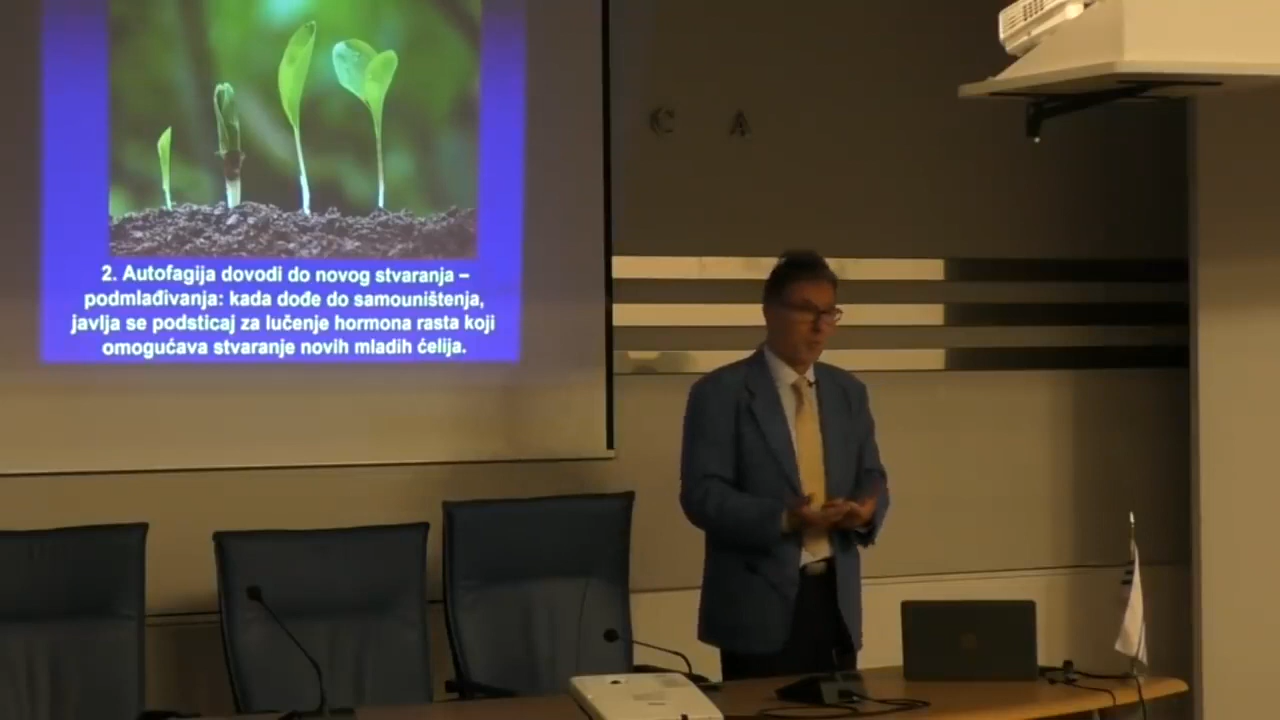 2. Autofagija dovodi do novog stvaranja –
podmlađivanja: kada dođe do samouništenja,
javlja se podsticaj za lučenje hormona rasta koji
omogućava stvaranje novih mladih ćelija.
C A